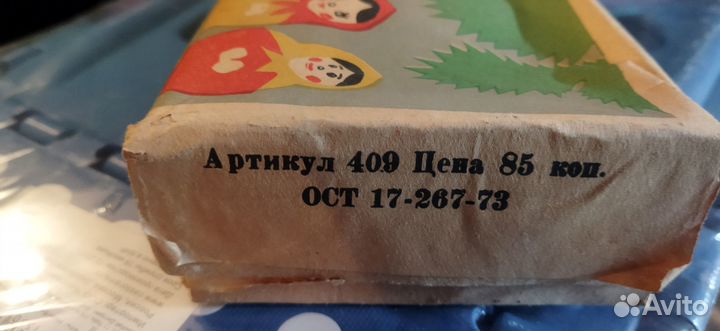 Артикул 409 Цена 85 коп.
ОСТ 17-267-73
Avito